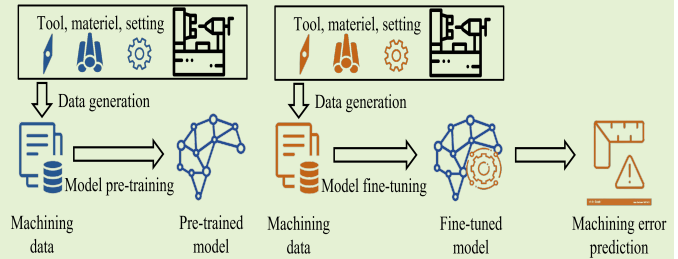 Tool, materiel, setting
Data generation
Model pre-training
Machining
data
Pre-trained
model
Tool, materiel, setting
Data generation
Model fine-tuning
Machining
data
Fine-tuned
model
Machining error
prediction